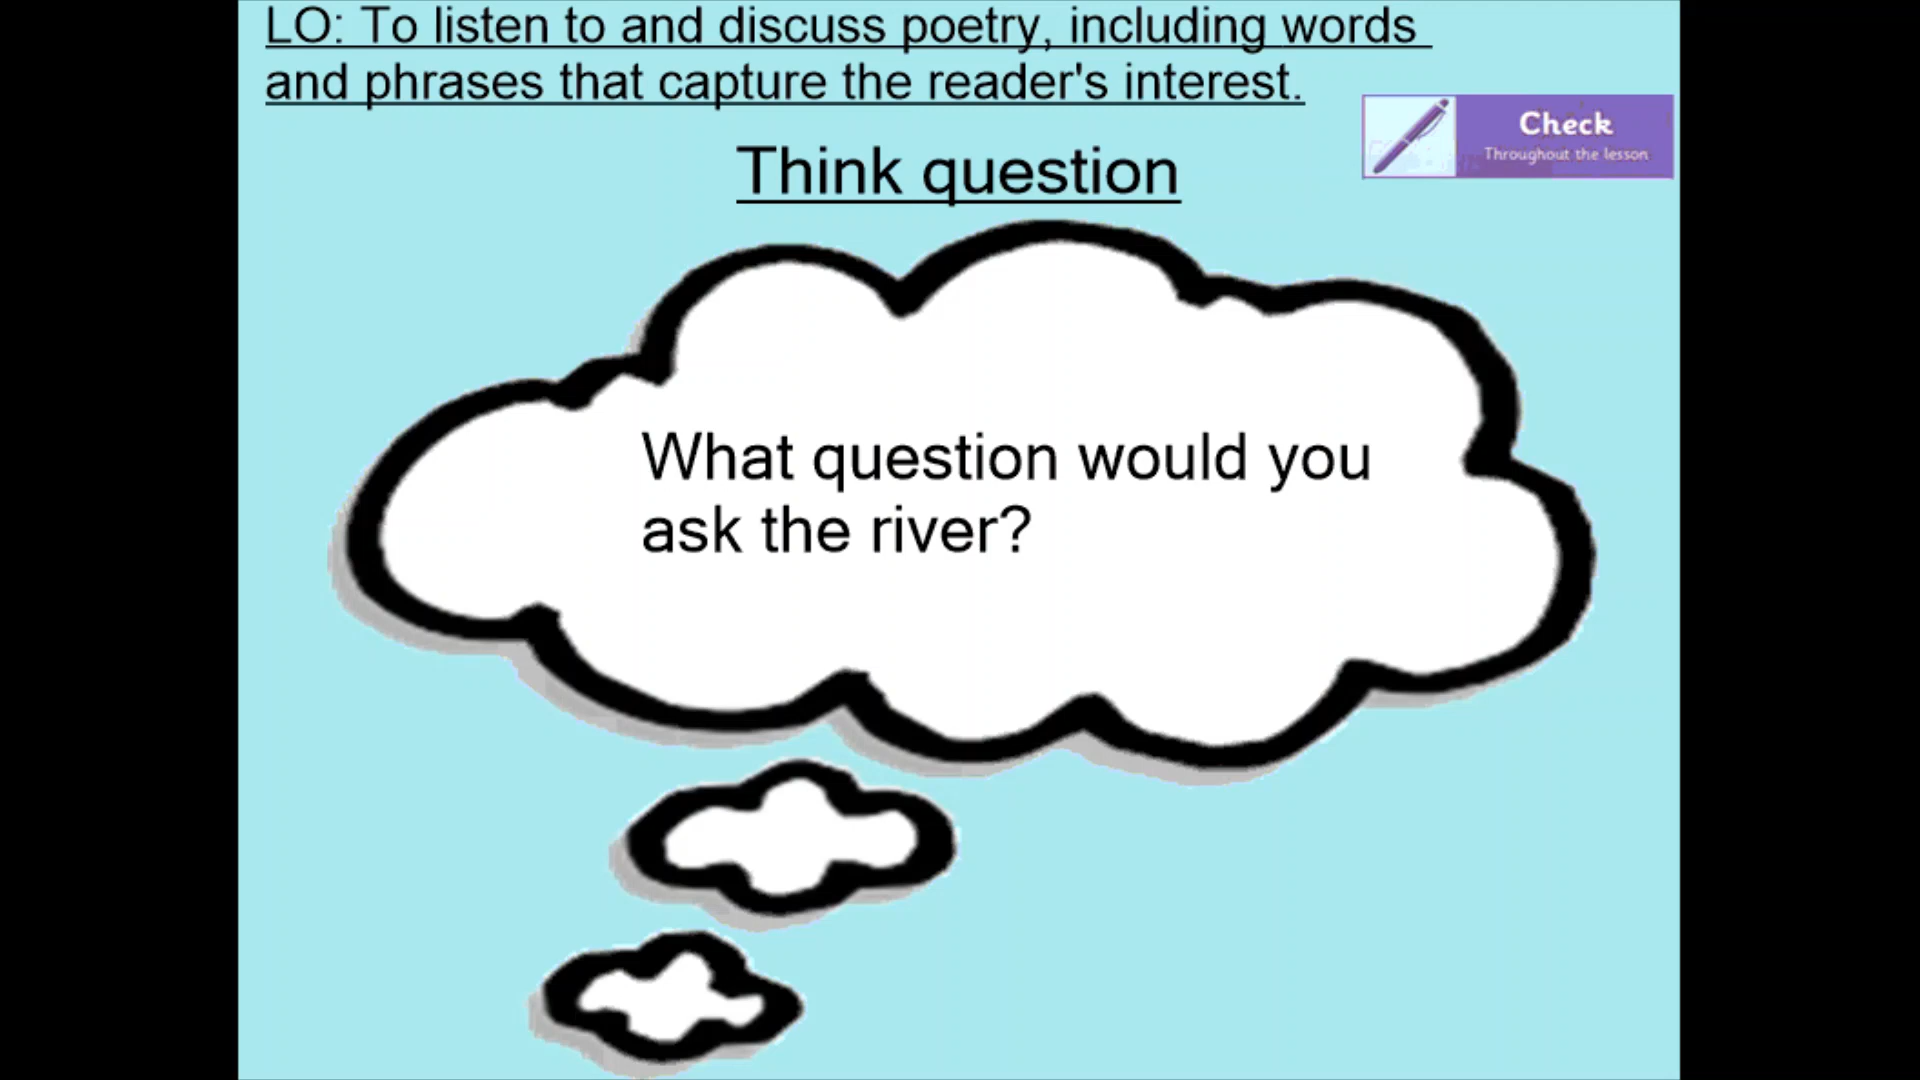 LO: To listen to and discuss poetry, including words
and phrases that capture the reader's interest.
Check
Throughout the lesson
Think question
What question would you
ask the river?